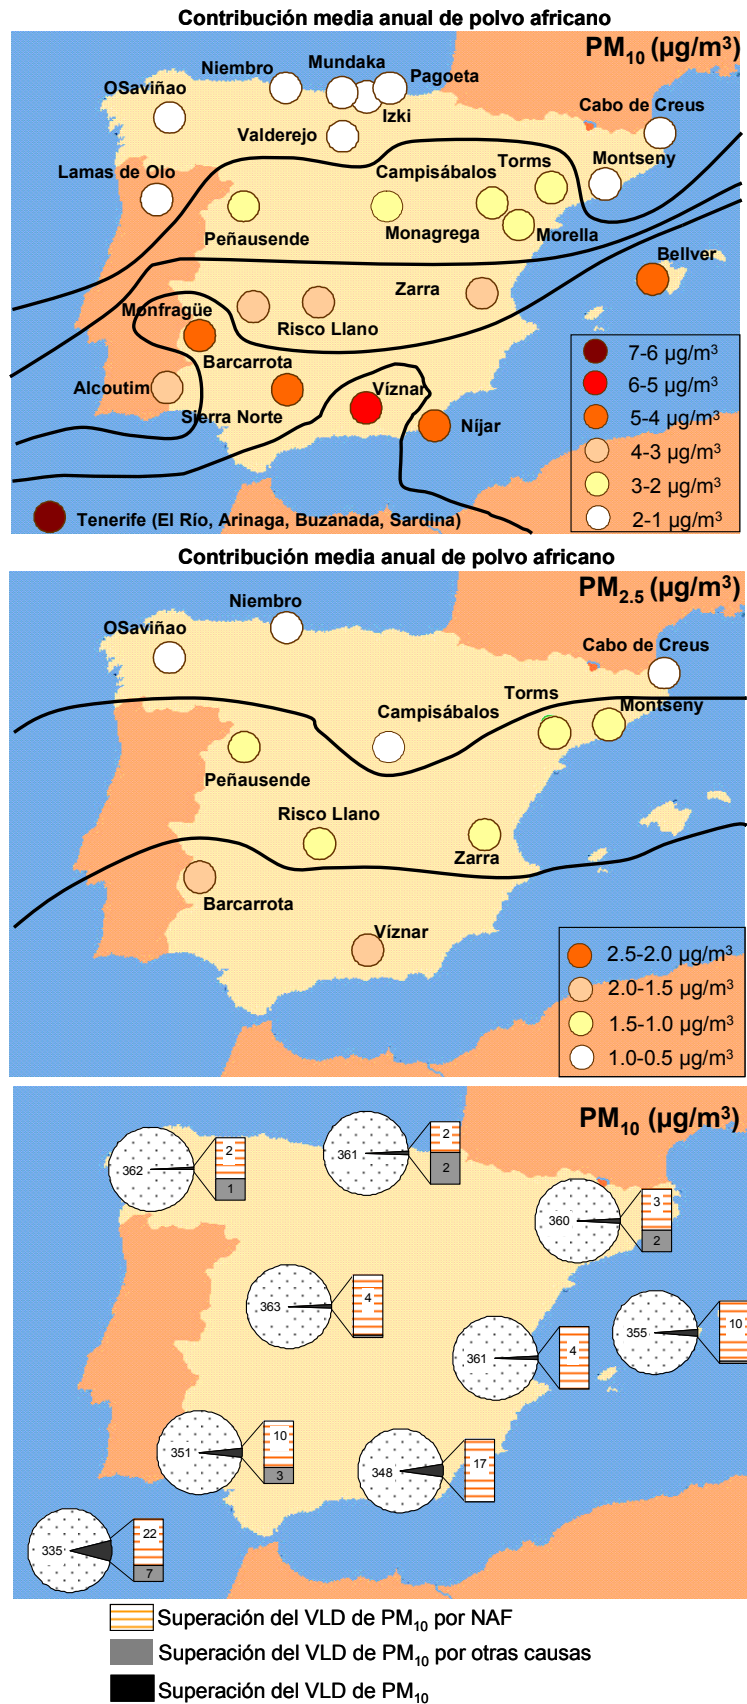 Contribución media anual de polvo africano
PM10 (µg/m³)
Mundaka
Niembro
Pagoeta
OSaviñao
Izki
Cabo de Creus
Valderejo
Torms
Montseny
Lamas de Olo
Campisábalos
Peñausende
Monagrega
Morella
Bellver
Zarra
Monfragüe
Risco Llano
Barcarrota
Alcoutim
Víznar
Sierra Norte
Níjar
7-6 µg/m³
6-5 µg/m³
5-4 µg/m³
4-3 µg/m³
3-2 µg/m³
2-1 µg/m³
Tenerife (El Río, Arinaga, Buzanada, Sardina)
Contribución media anual de polvo africano
PM2.5 (µg/m³)
Niembro
OSaviñao
Cabo de Creus
Torms
Montseny
Campisábalos
Peñausende
Risco Llano
Zarra
Barcarrota
Víznar
2.5-2.0 µg/m³
2.0-1.5 µg/m³
1.5-1.0 µg/m³
1.0-0.5 µg/m³
PM10 (µg/m³)
362
2
1
361
2
2
360
3
2
363
4
361
4
355
10
351
10
3
348
17
335
22
7
Superación del VLD de PM10 por NAF
Superación del VLD de PM10 por otras causas
Superación del VLD de PM10